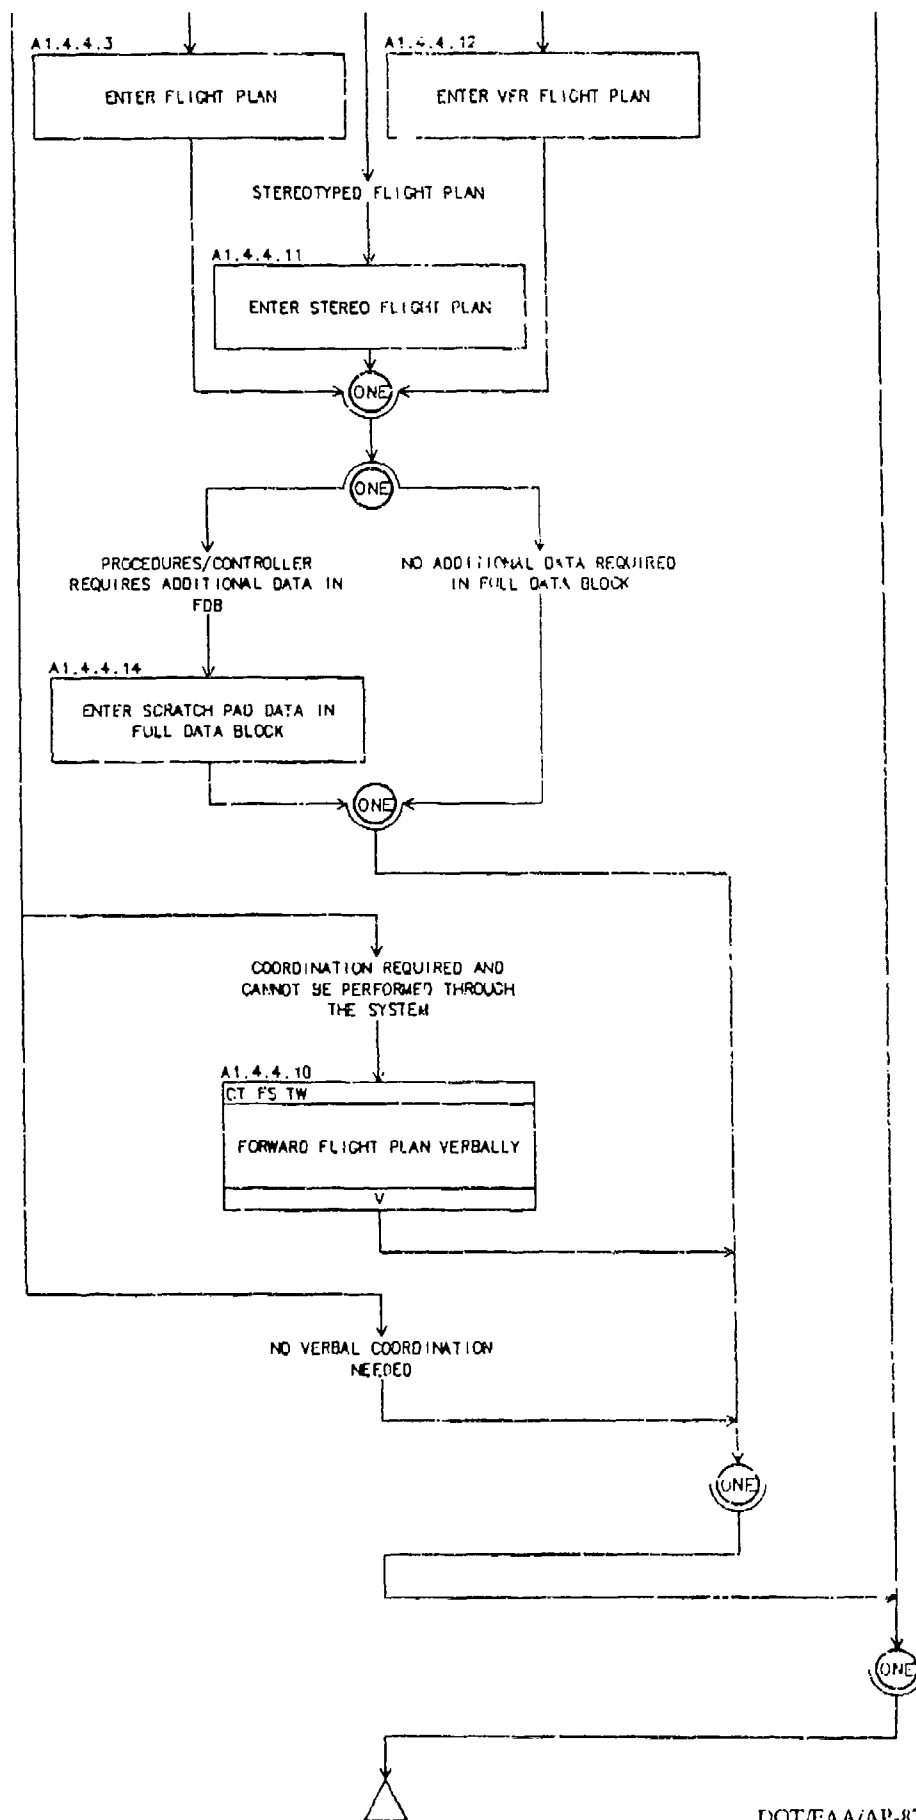 A1.4.4.3
A1.4.4.12
ENTER FLIGHT PLAN
ENTER VFR FLIGHT PLAN
STEREOTYPED FLIGHT PLAN
A1.4.4.11
ENTER STEREO FLIGHT PLAN
ONE
ONE
PROCEDURES/CONTROLLER
REQUIRES ADDITIONAL DATA IN
FDB
NO ADDITIONAL DATA REQUIRED
IN FULL DATA BLOCK
A1.4.4.14
ENTER SCRATCH PAD DATA IN
FULL DATA BLOCK
ONE
COORDINATION REQUIRED AND
CANNOT BE PERFORMED THROUGH
THE SYSTEM
A1.4.4.10
CT FS TW
FORWARD FLIGHT PLAN VERBALLY
V
NO VERBAL COORDINATION
NEEDED
ONE
ONE
DOT/FAA/AP-87